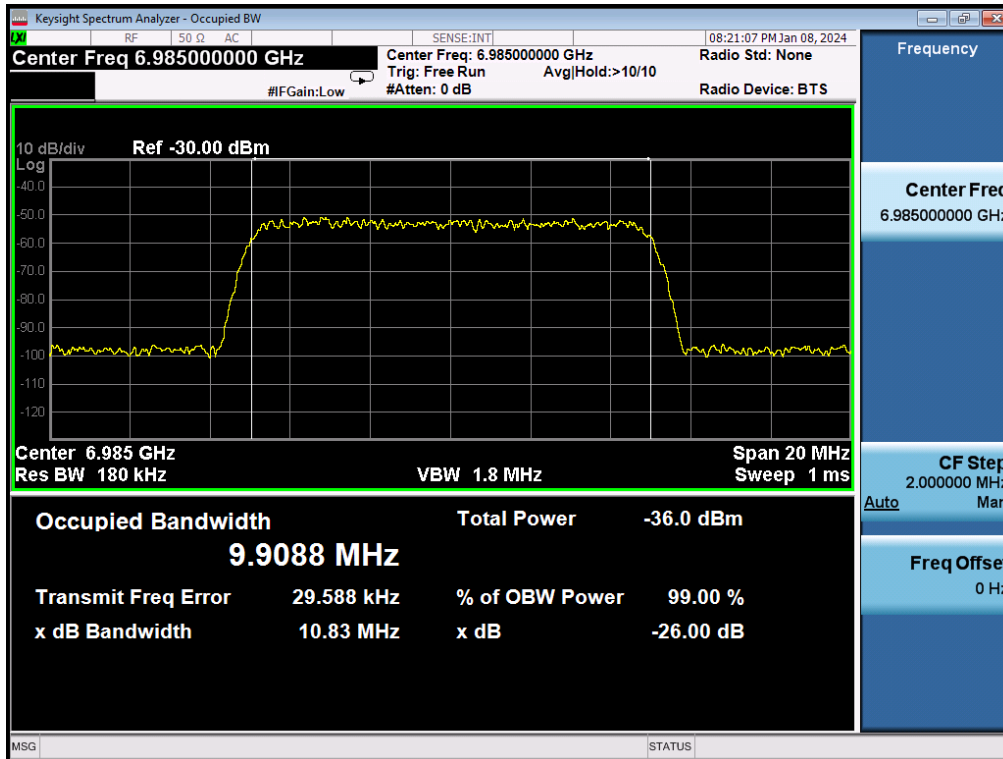 Keysight Spectrum Analyzer - Occupied BW
LXI RF 50 Ω AC SENSE:INT 08:21:07 PM Jan 08, 2024
Center Freq 6.985000000 GHz
Center Freq: 6.985000000 GHz Radio Std: None
Trig: Free Run Avg|Hold:>10/10
#IFGain:Low #Atten: 0 dB Radio Device: BTS
10 dB/div Ref -30.00 dBm
Log
-40.0
-50.0
-60.0
-70.0
-80.0
-90.0
-100
-110
-120
Center 6.985 GHz Span 20 MHz
Res BW 180 kHz VBW 1.8 MHz Sweep 1 ms
Occupied Bandwidth Total Power -36.0 dBm
9.9088 MHz
Transmit Freq Error 29.588 kHz % of OBW Power 99.00 %
x dB Bandwidth 10.83 MHz x dB -26.00 dB
Frequency
Center Freq
6.985000000 GHz
CF Step
2.000000 MHz
Auto Man
Freq Offset
0 Hz
MSG STATUS